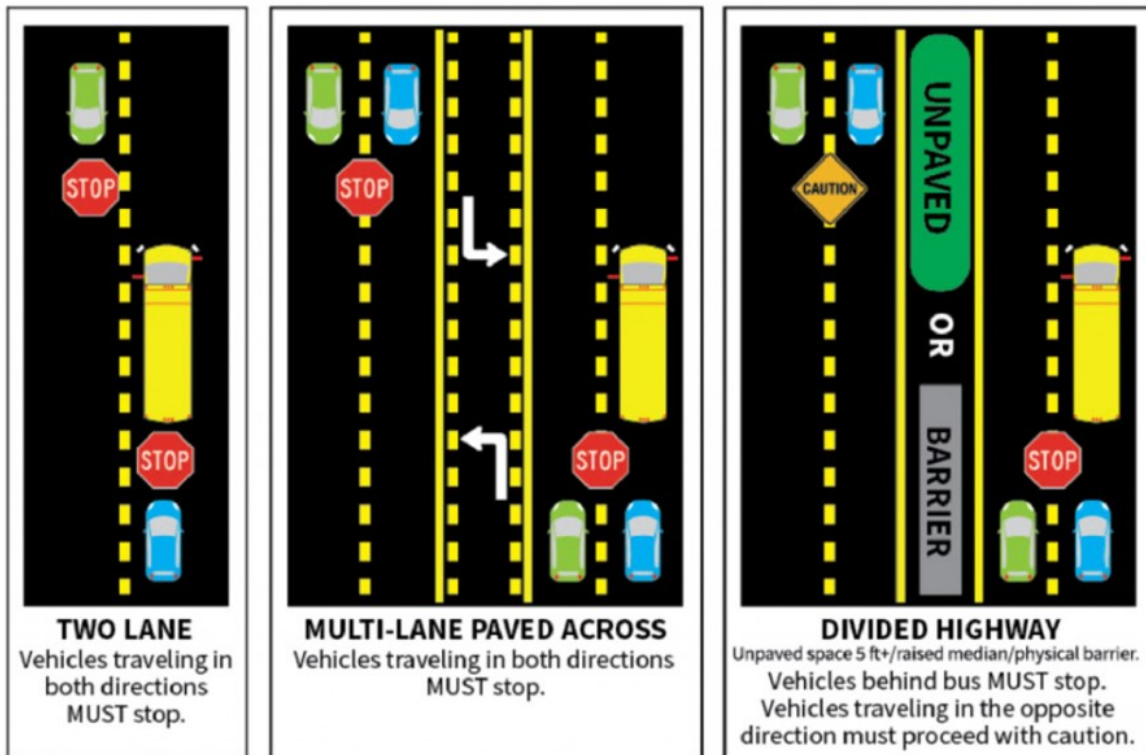 STOP
STOP
TWO LANE
Vehicles traveling in
both directions
MUST stop.
STOP
STOP
MULTI-LANE PAVED ACROSS
Vehicles traveling in both directions
MUST stop.
CAUTION
UNPAVED
OR
BARRIER
STOP
DIVIDED HIGHWAY
Unpaved space 5 ft+/raised median/physical barrier.
Vehicles behind bus MUST stop.
Vehicles traveling in the opposite
direction must proceed with caution.